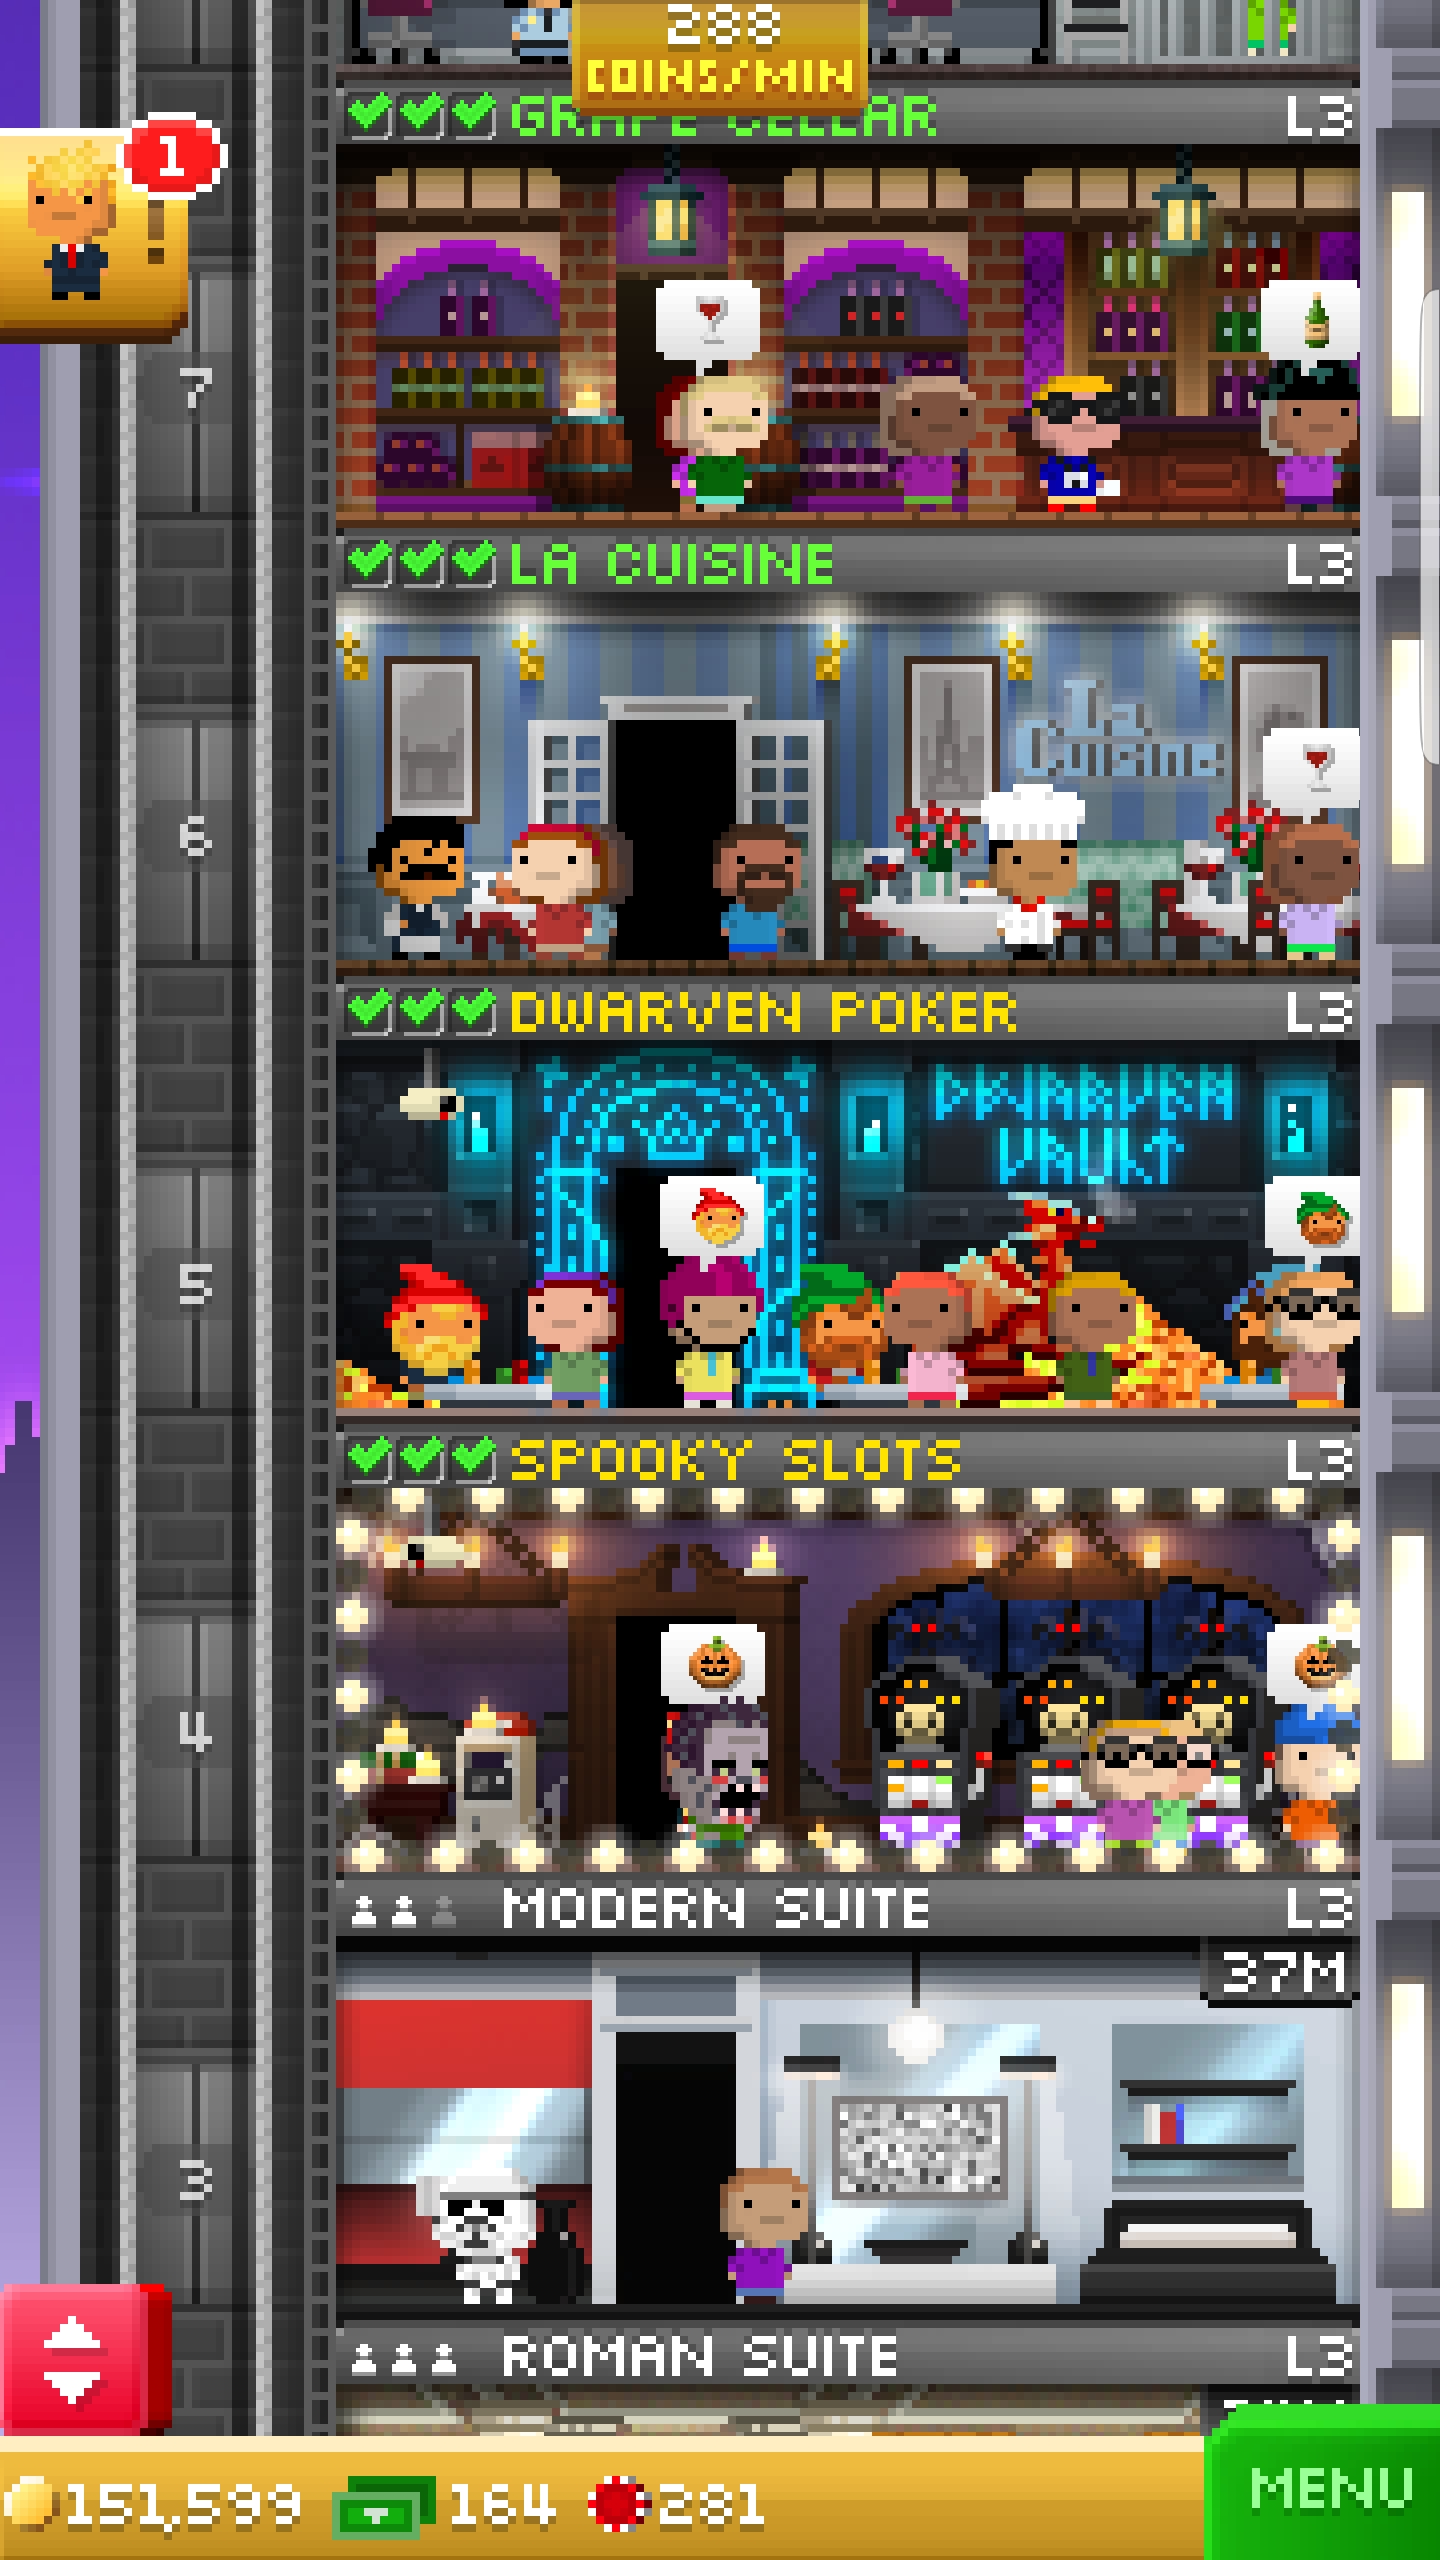 288
COINS/MIN
GRAPE CELLAR L3
1
!
7
LA CUISINE L3
La
Cuisine
6
DWARVEN POKER L3
DWARVEN
VAULT
5
SPOOKY SLOTS L3
4
MODERN SUITE L3
37M
3
ROMAN SUITE L3
151,599 164 281
MENU